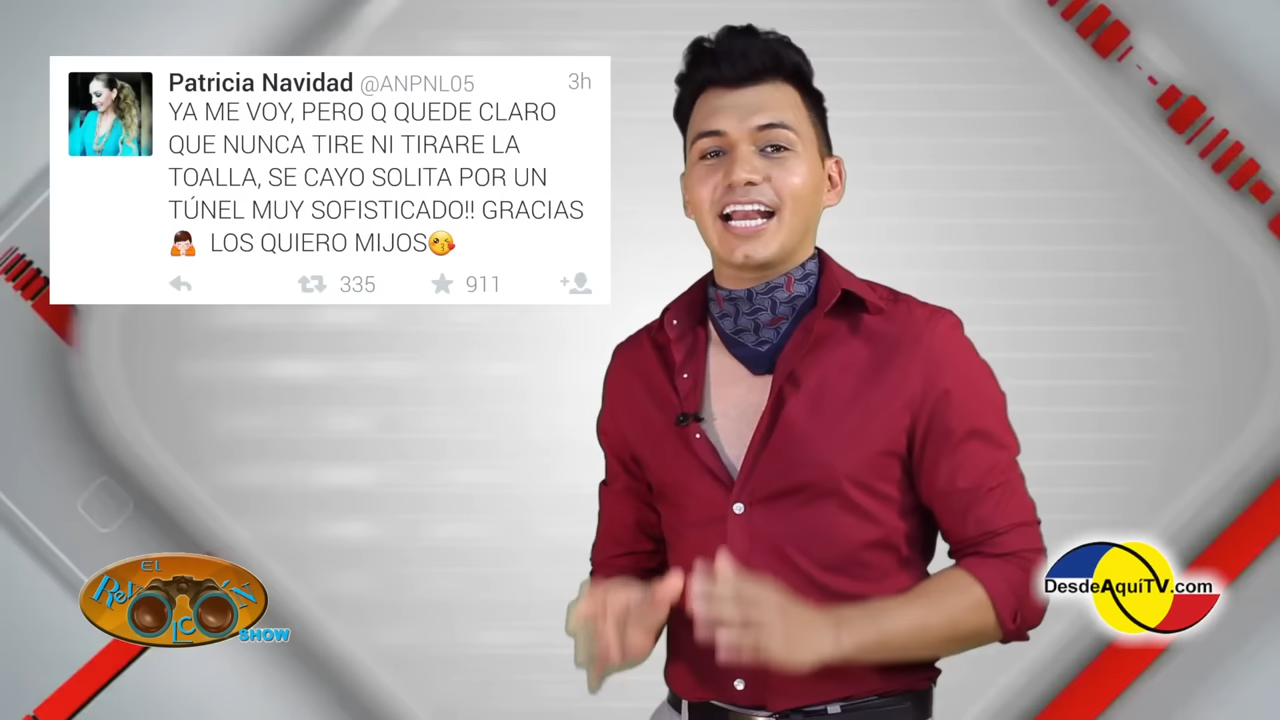 Patricia Navidad @ANPNL05 3h
YA ME VOY, PERO Q QUEDE CLARO
QUE NUNCA TIRE NI TIRARE LA
TOALLA, SE CAYO SOLITA POR UN
TÚNEL MUY SOFISTICADO!! GRACIAS
LOS QUIERO MIJOS
335 911
EL
SHOW
DesdeAquíTV.com